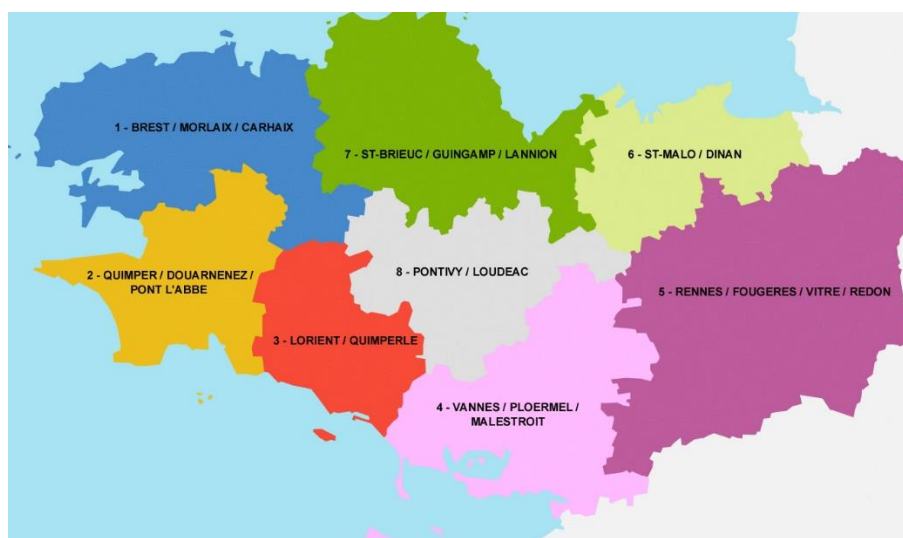 1 - BREST / MORLAIX / CARHAIX
7 - ST-BRIEUC / GUINGAMP / LANNION
6 - ST-MALO / DINAN
2 - QUIMPER / DOUARNENEZ /
PONT L'ABBE
8 - PONTIVY / LOUDEAC
5 - RENNES / FOUGERES / VITRE / REDON
3 - LORIENT / QUIMPERLE
4 - VANNES / PLOERMEL /
MALESTROIT